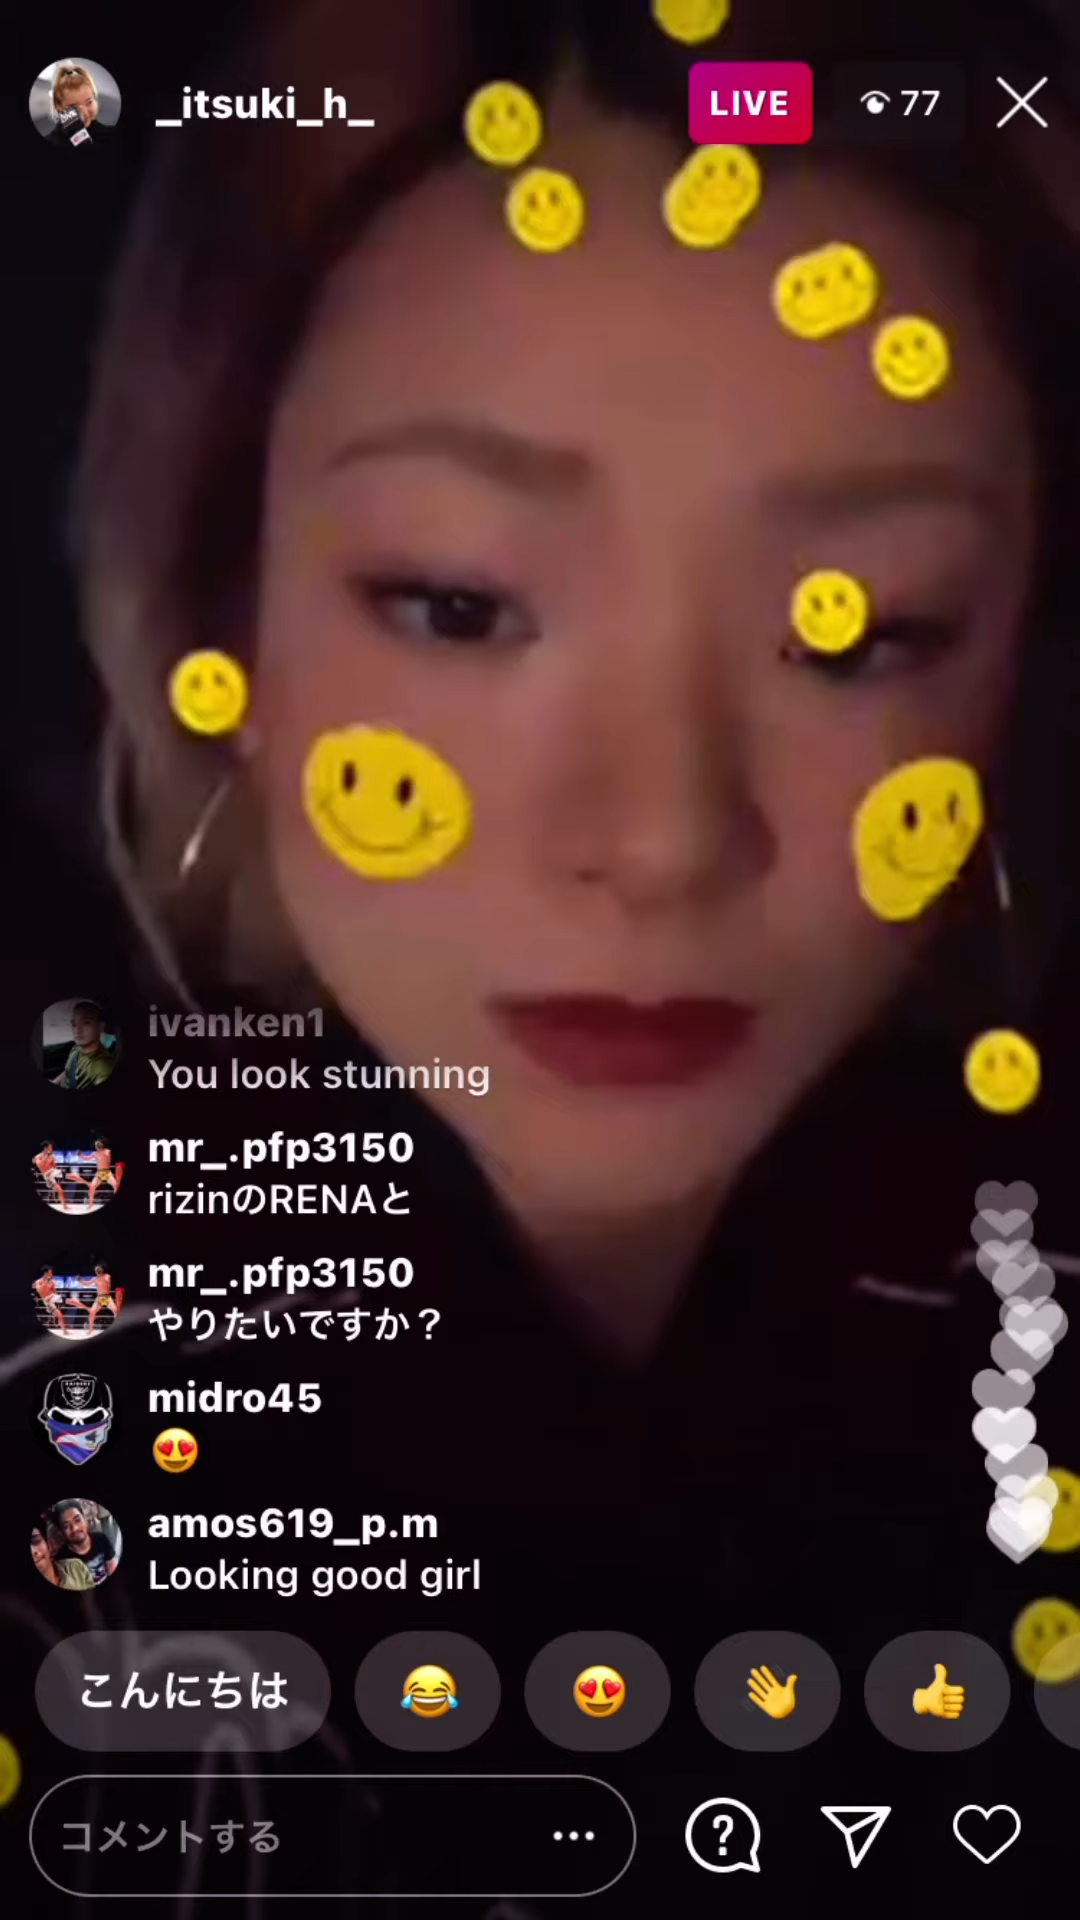 _itsuki_h_
LIVE
77
ivanken1
You look stunning
mr_.pfp3150
rizinのRENAと
mr_.pfp3150
やりたいですか？
midro45
😍
amos619_p.m
Looking good girl
こんにちは 😂 😍 👋 👍
コメントする